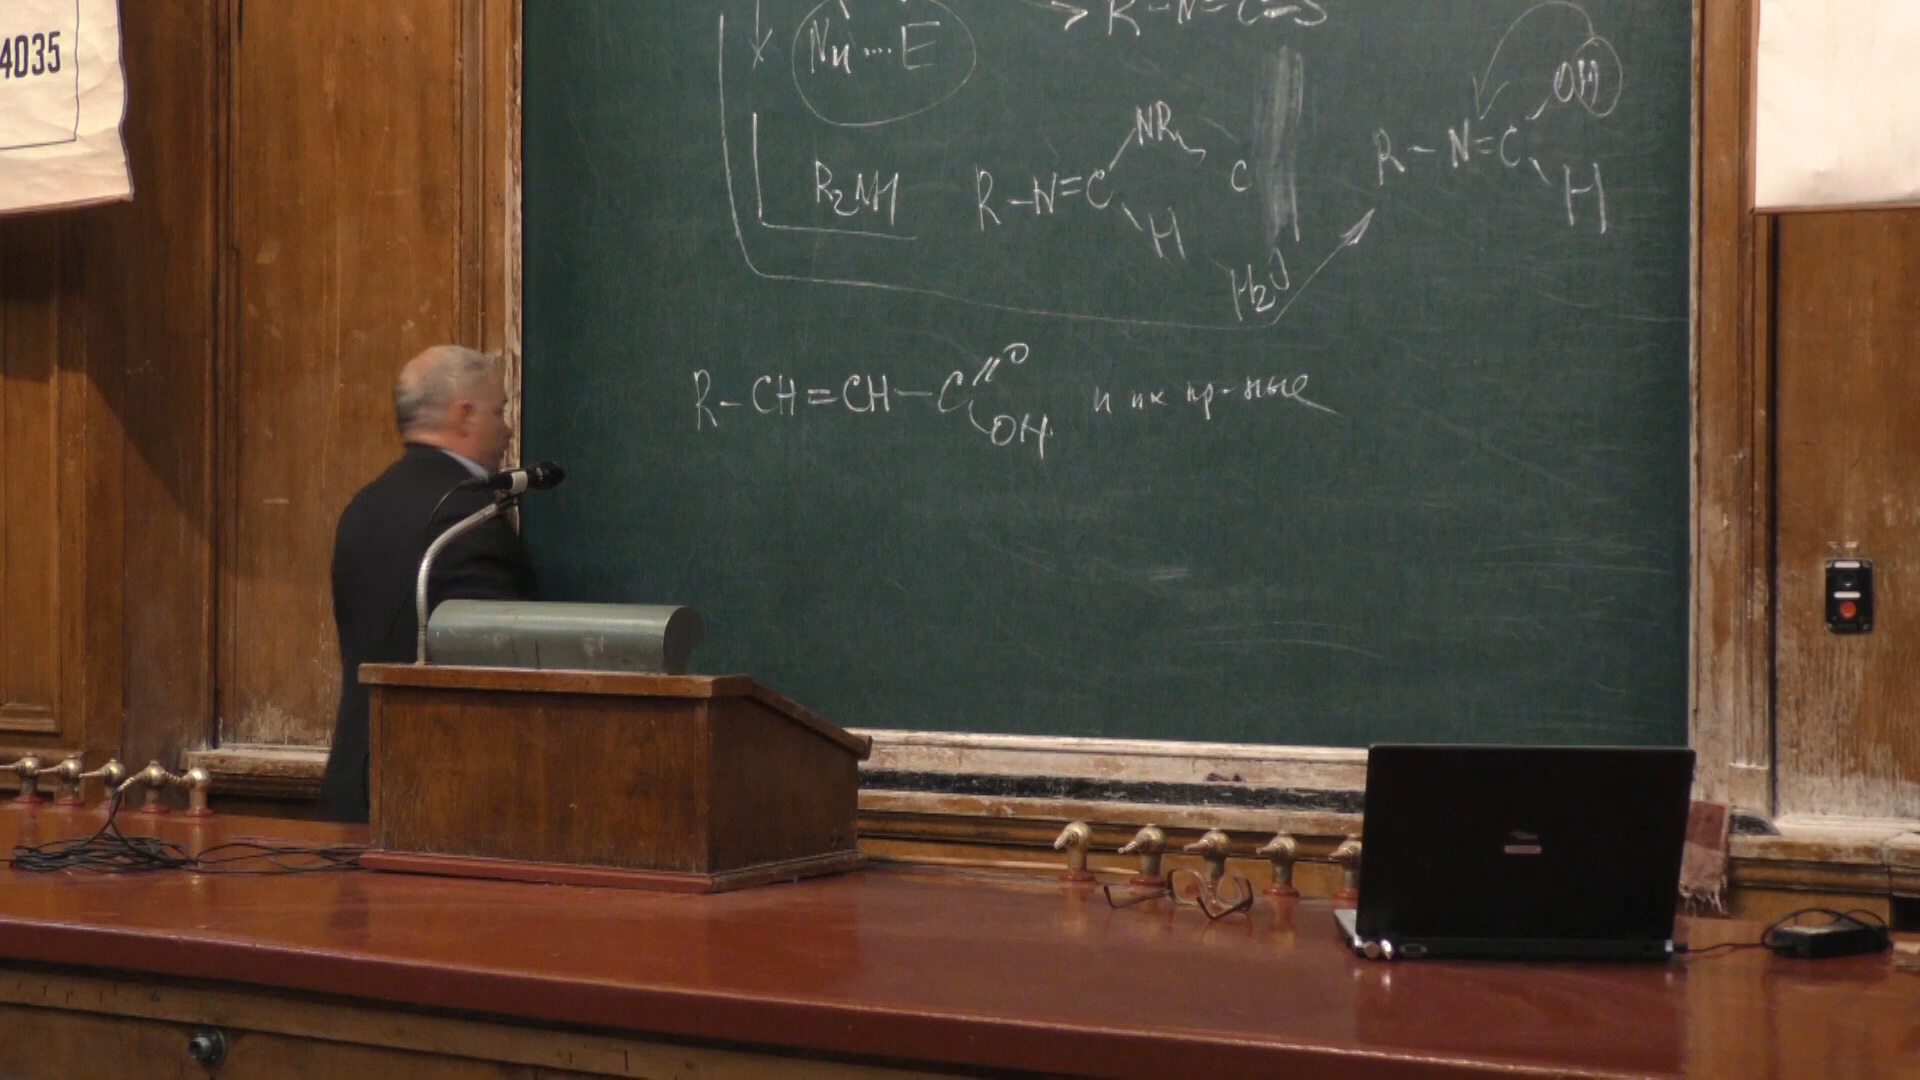 4035
R-N=C=S
Nu....E
OH
NR₂
R-N=C
H
R₂NH
R-N=C
H
C
H₂O
R-CH=CH-C
O
OH
и их пр-ные